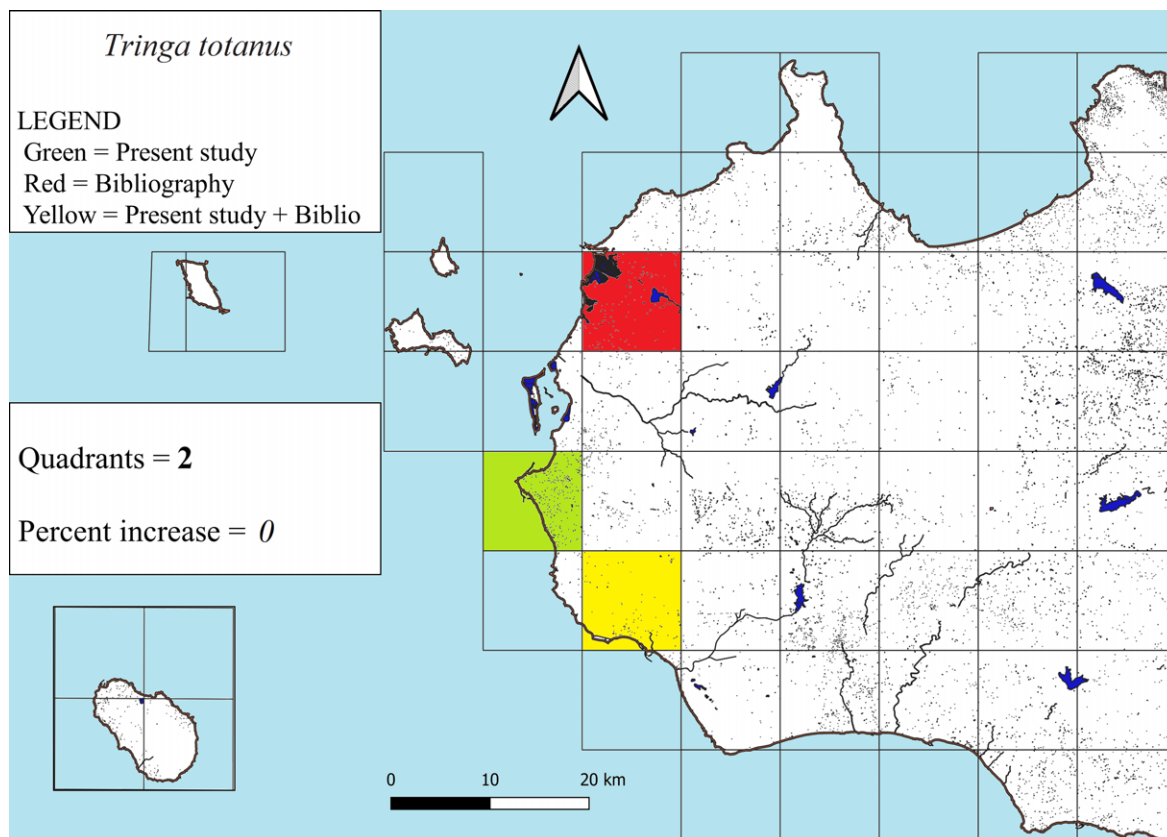 Tringa totanus
LEGEND
Green = Present study
Red = Bibliography
Yellow = Present study + Biblio
Quadrants = 2
Percent increase = 0
0 10 20 km